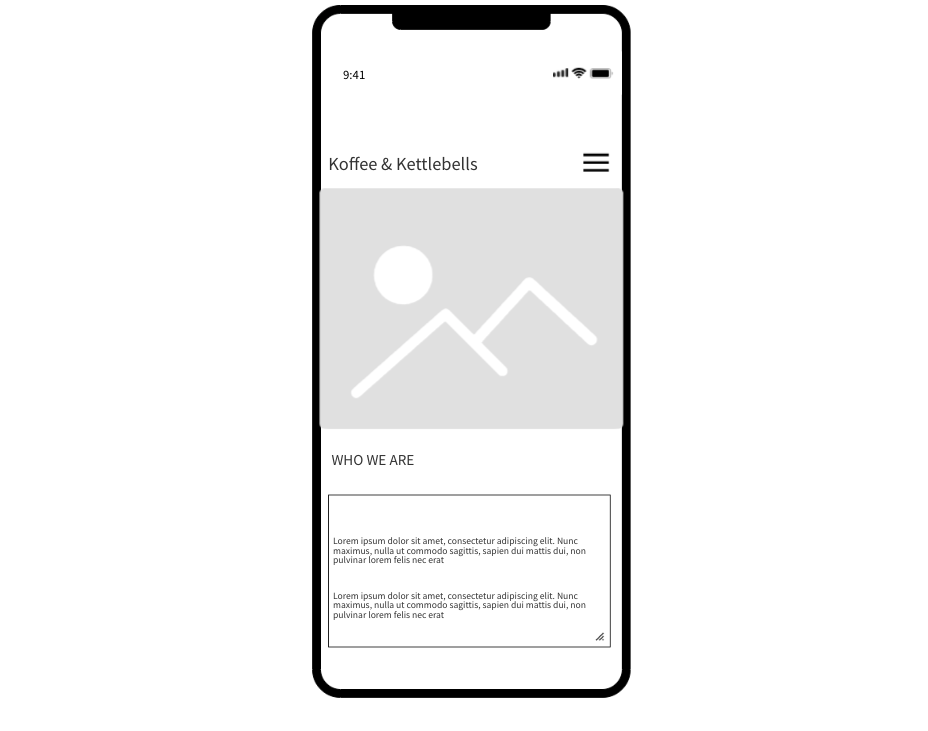 9:41
Koffee & Kettlebells
WHO WE ARE
Lorem ipsum dolor sit amet, consectetur adipiscing elit. Nunc
maximus, nulla ut commodo sagittis, sapien dui mattis dui, non
pulvinar lorem felis nec erat
Lorem ipsum dolor sit amet, consectetur adipiscing elit. Nunc
maximus, nulla ut commodo sagittis, sapien dui mattis dui, non
pulvinar lorem felis nec erat